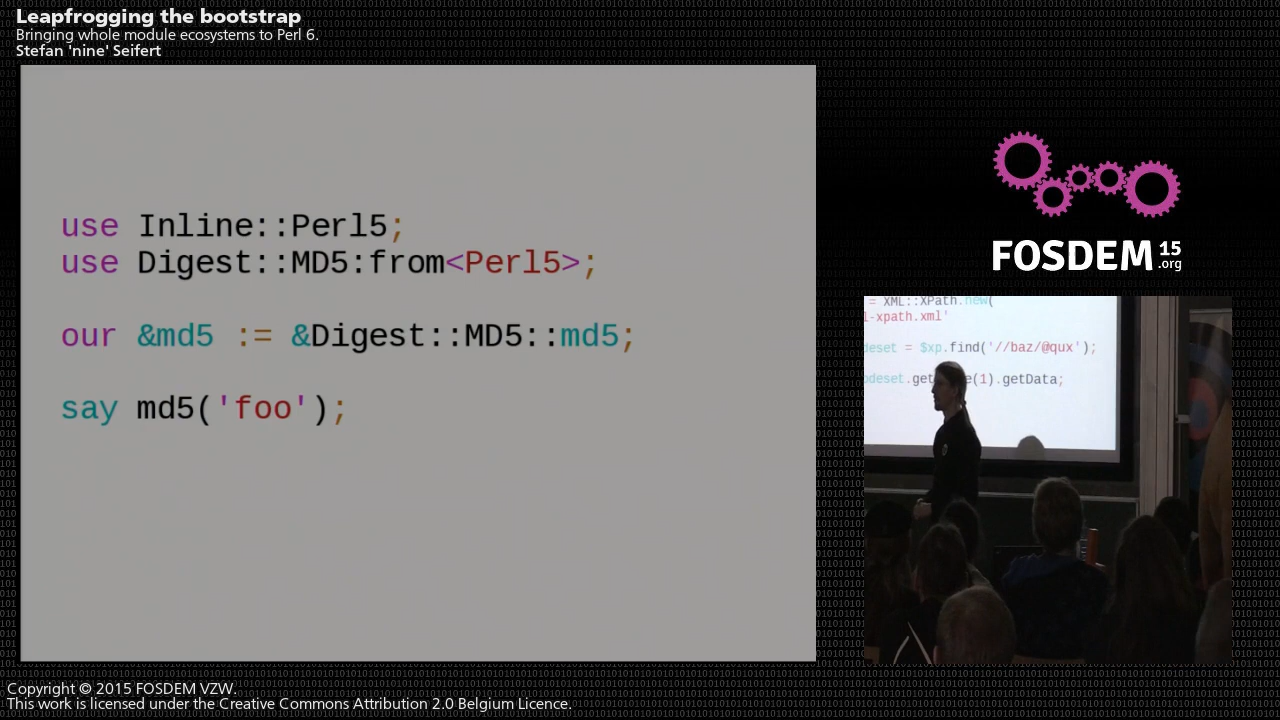 Leapfrogging the bootstrap
Bringing whole module ecosystems to Perl 6.
Stefan 'nine' Seifert
use Inline::Perl5;
use Digest::MD5:from<Perl5>;
our &md5 := &Digest::MD5::md5;
say md5('foo');
FOSDEM 15
.org
= XML::XPath.new(
l-xpath.xml'
deset = $xp.find('//baz/@qux');
odeset.get e(1).getData;
Copyright © 2015 FOSDEM VZW.
This work is licensed under the Creative Commons Attribution 2.0 Belgium Licence.